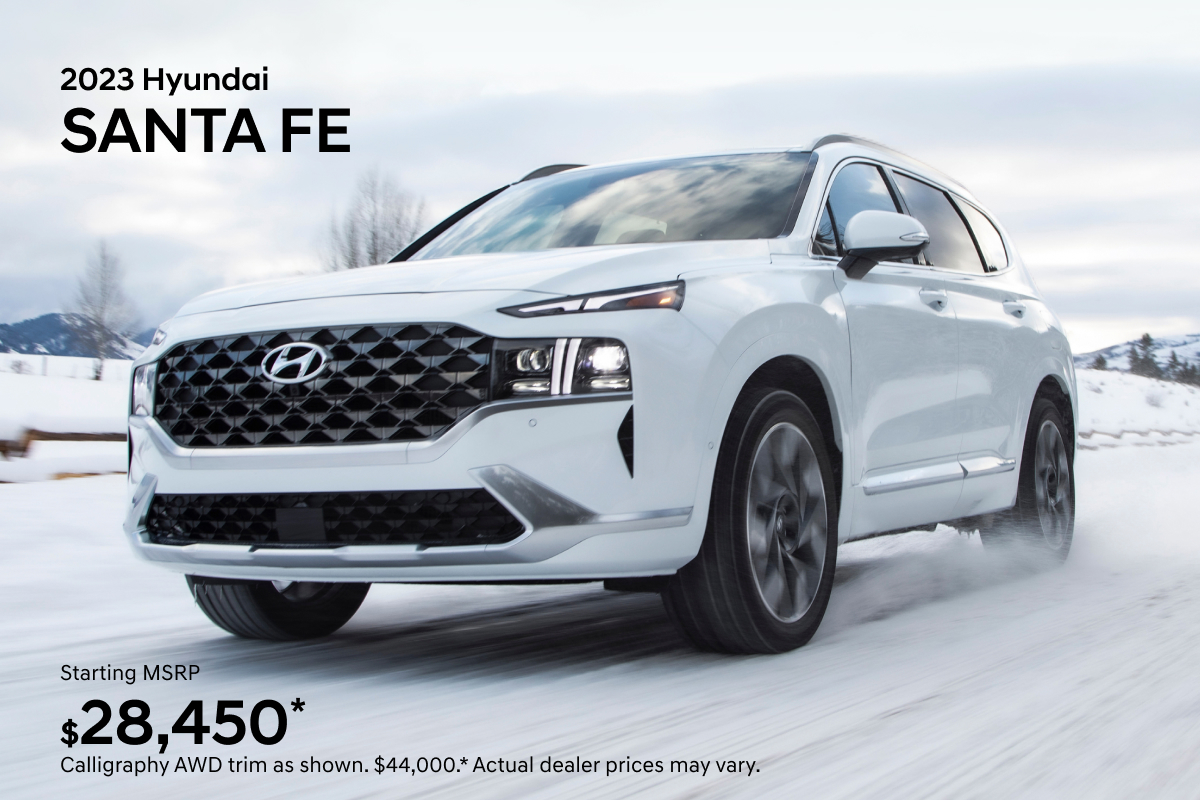 2023 Hyundai
SANTA FE
Starting MSRP
$28,450*
Calligraphy AWD trim as shown. $44,000.* Actual dealer prices may vary.